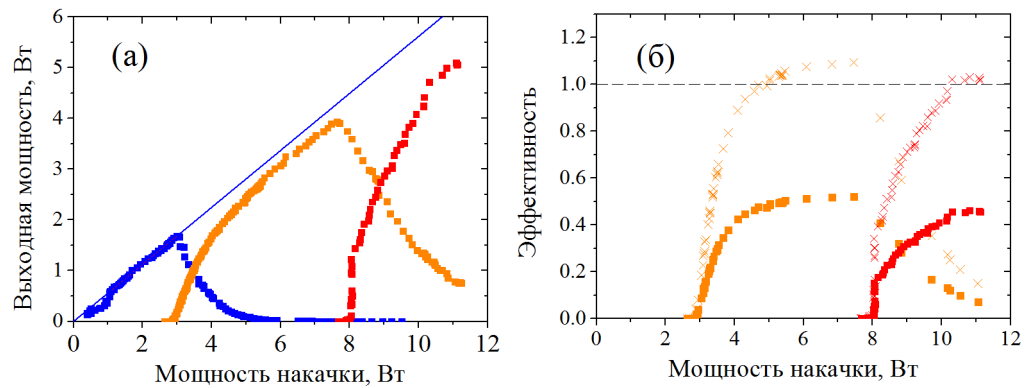 (а)
Выходная мощность, Вт
6
5
4
3
2
1
0
0 2 4 6 8 10 12
Мощность накачки, Вт
(б)
Эффективность
1.2
1.0
0.8
0.6
0.4
0.2
0.0
0 2 4 6 8 10 12
Мощность накачки, Вт